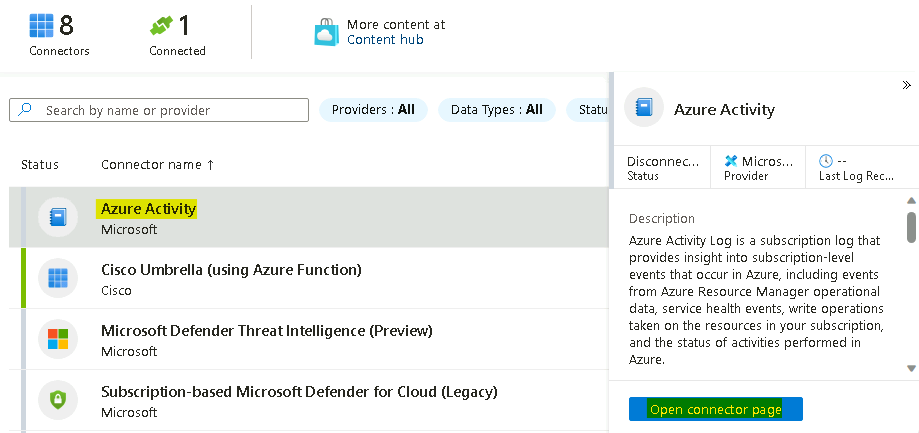 8
Connectors
1
Connected
More content at
Content hub
Search by name or provider
Providers : All
Data Types : All
Statu
Status
Connector name ↑
Azure Activity
Microsoft
Cisco Umbrella (using Azure Function)
Cisco
Microsoft Defender Threat Intelligence (Preview)
Microsoft
Subscription-based Microsoft Defender for Cloud (Legacy)
Microsoft
»
Azure Activity
Disconnec...
Status
Micros...
Provider
--
Last Log Rec...
Description
Azure Activity Log is a subscription log that
provides insight into subscription-level
events that occur in Azure, including events
from Azure Resource Manager operational
data, service health events, write operations
taken on the resources in your subscription,
and the status of activities performed in
Azure.
Open connector page